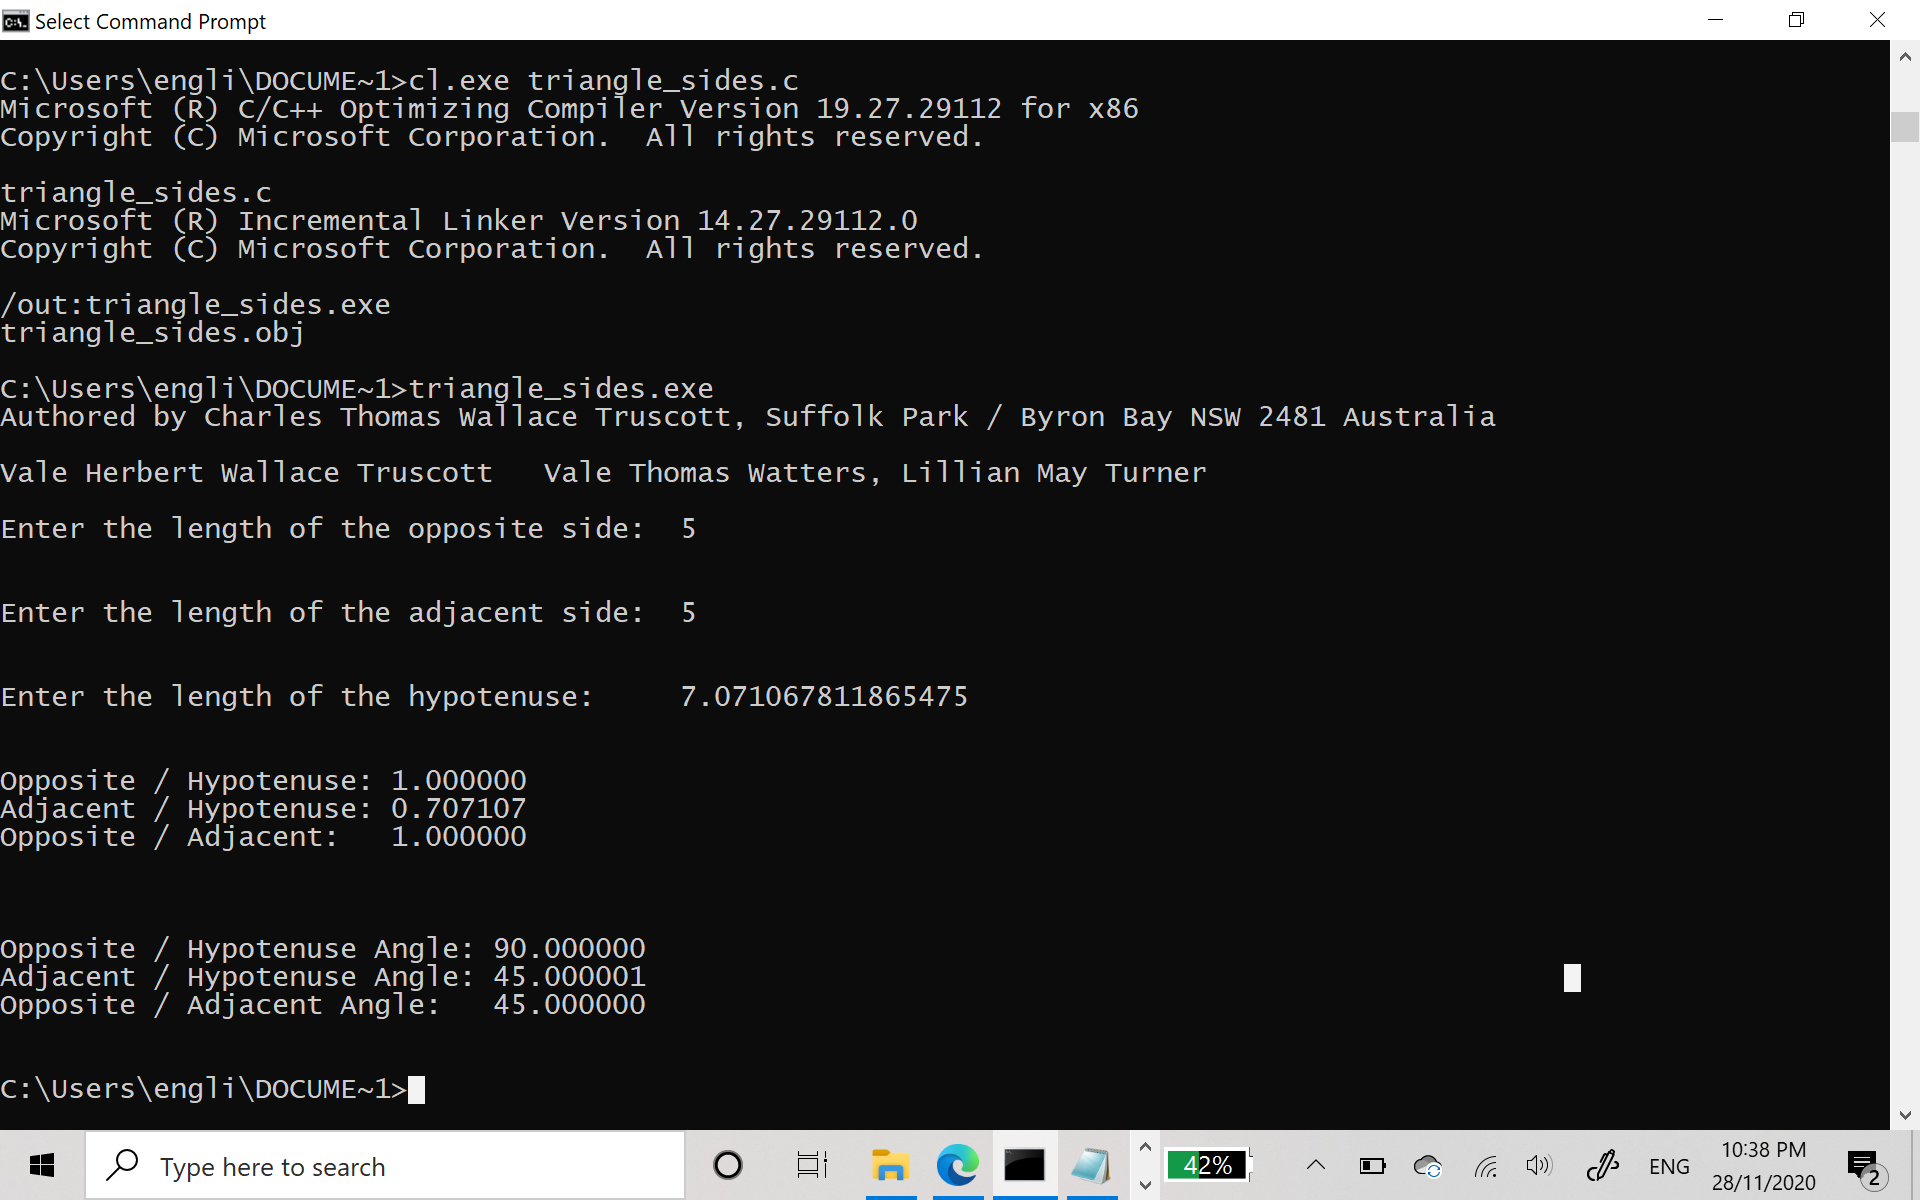 Select Command Prompt
C:\Users\engli\DOCUME~1>cl.exe triangle_sides.c
Microsoft (R) C/C++ Optimizing Compiler Version 19.27.29112 for x86
Copyright (C) Microsoft Corporation.  All rights reserved.
triangle_sides.c
Microsoft (R) Incremental Linker Version 14.27.29112.0
Copyright (C) Microsoft Corporation.  All rights reserved.
/out:triangle_sides.exe
triangle_sides.obj
C:\Users\engli\DOCUME~1>triangle_sides.exe
Authored by Charles Thomas Wallace Truscott, Suffolk Park / Byron Bay NSW 2481 Australia
Vale Herbert Wallace Truscott   Vale Thomas Watters, Lillian May Turner
Enter the length of the opposite side:  5
Enter the length of the adjacent side:  5
Enter the length of the hypotenuse:     7.071067811865475
Opposite / Hypotenuse: 1.000000
Adjacent / Hypotenuse: 0.707107
Opposite / Adjacent:   1.000000
Opposite / Hypotenuse Angle: 90.000000
Adjacent / Hypotenuse Angle: 45.000001
Opposite / Adjacent Angle:   45.000000
C:\Users\engli\DOCUME~1>
Type here to search
42%
ENG
10:38 PM
28/11/2020
2